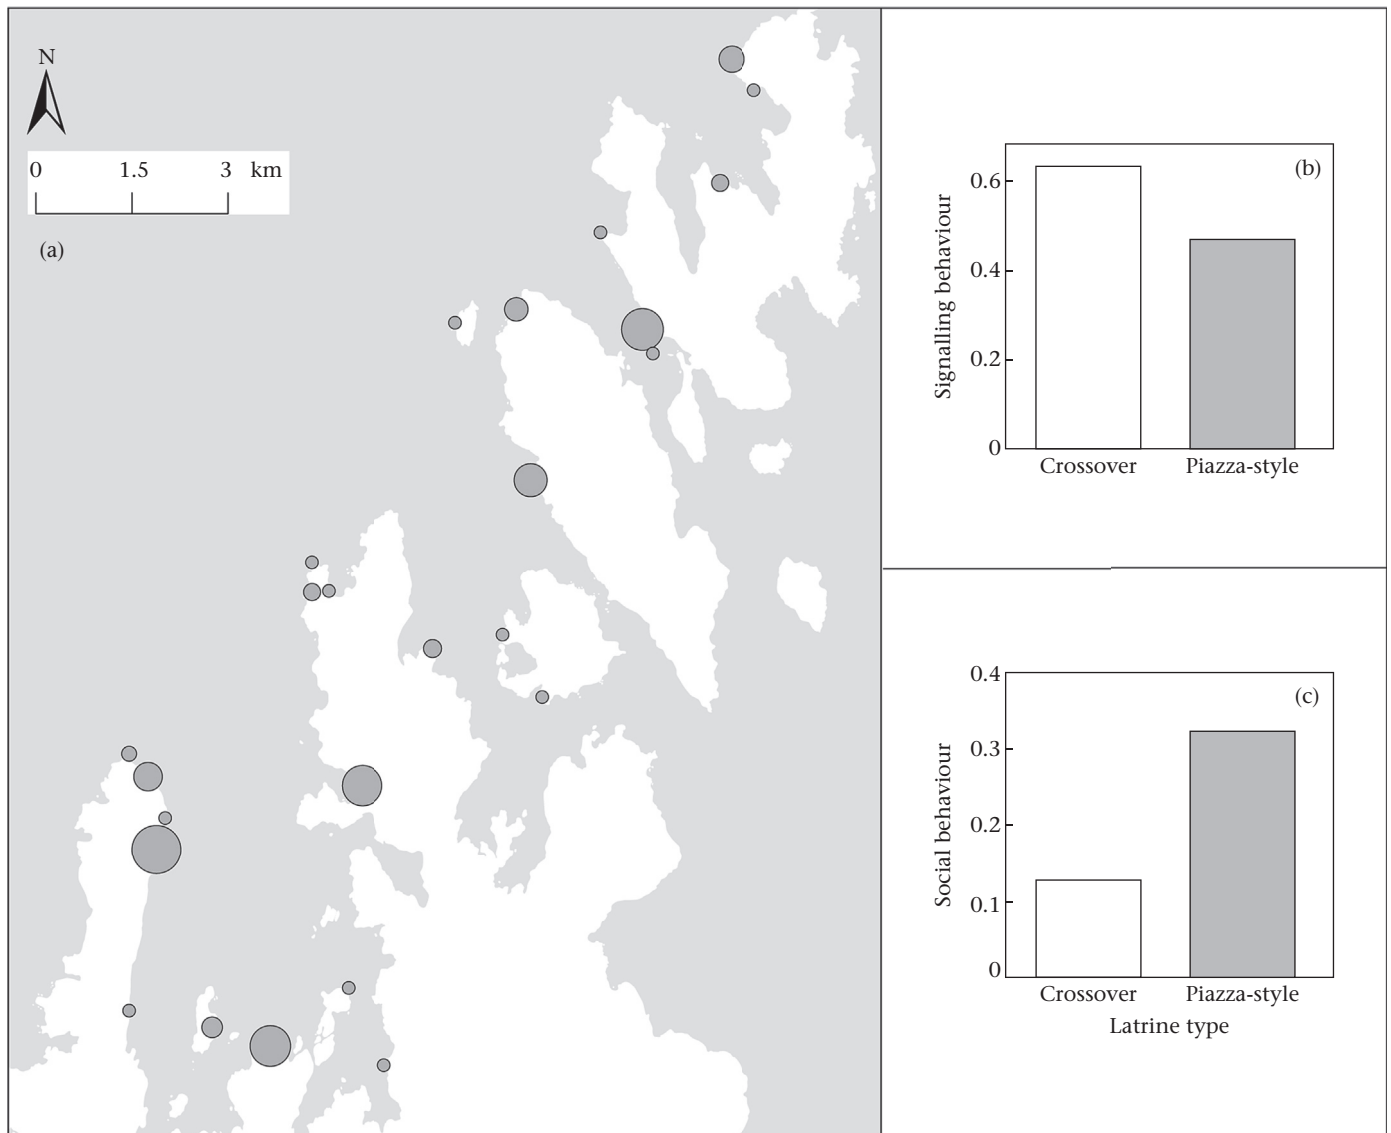 N
0 1.5 3 km
(a)
(b)
Signalling behaviour
0.6
0.4
0.2
0
Crossover Piazza-style
(c)
Social behaviour
0.4
0.3
0.2
0.1
0
Crossover Piazza-style
Latrine type